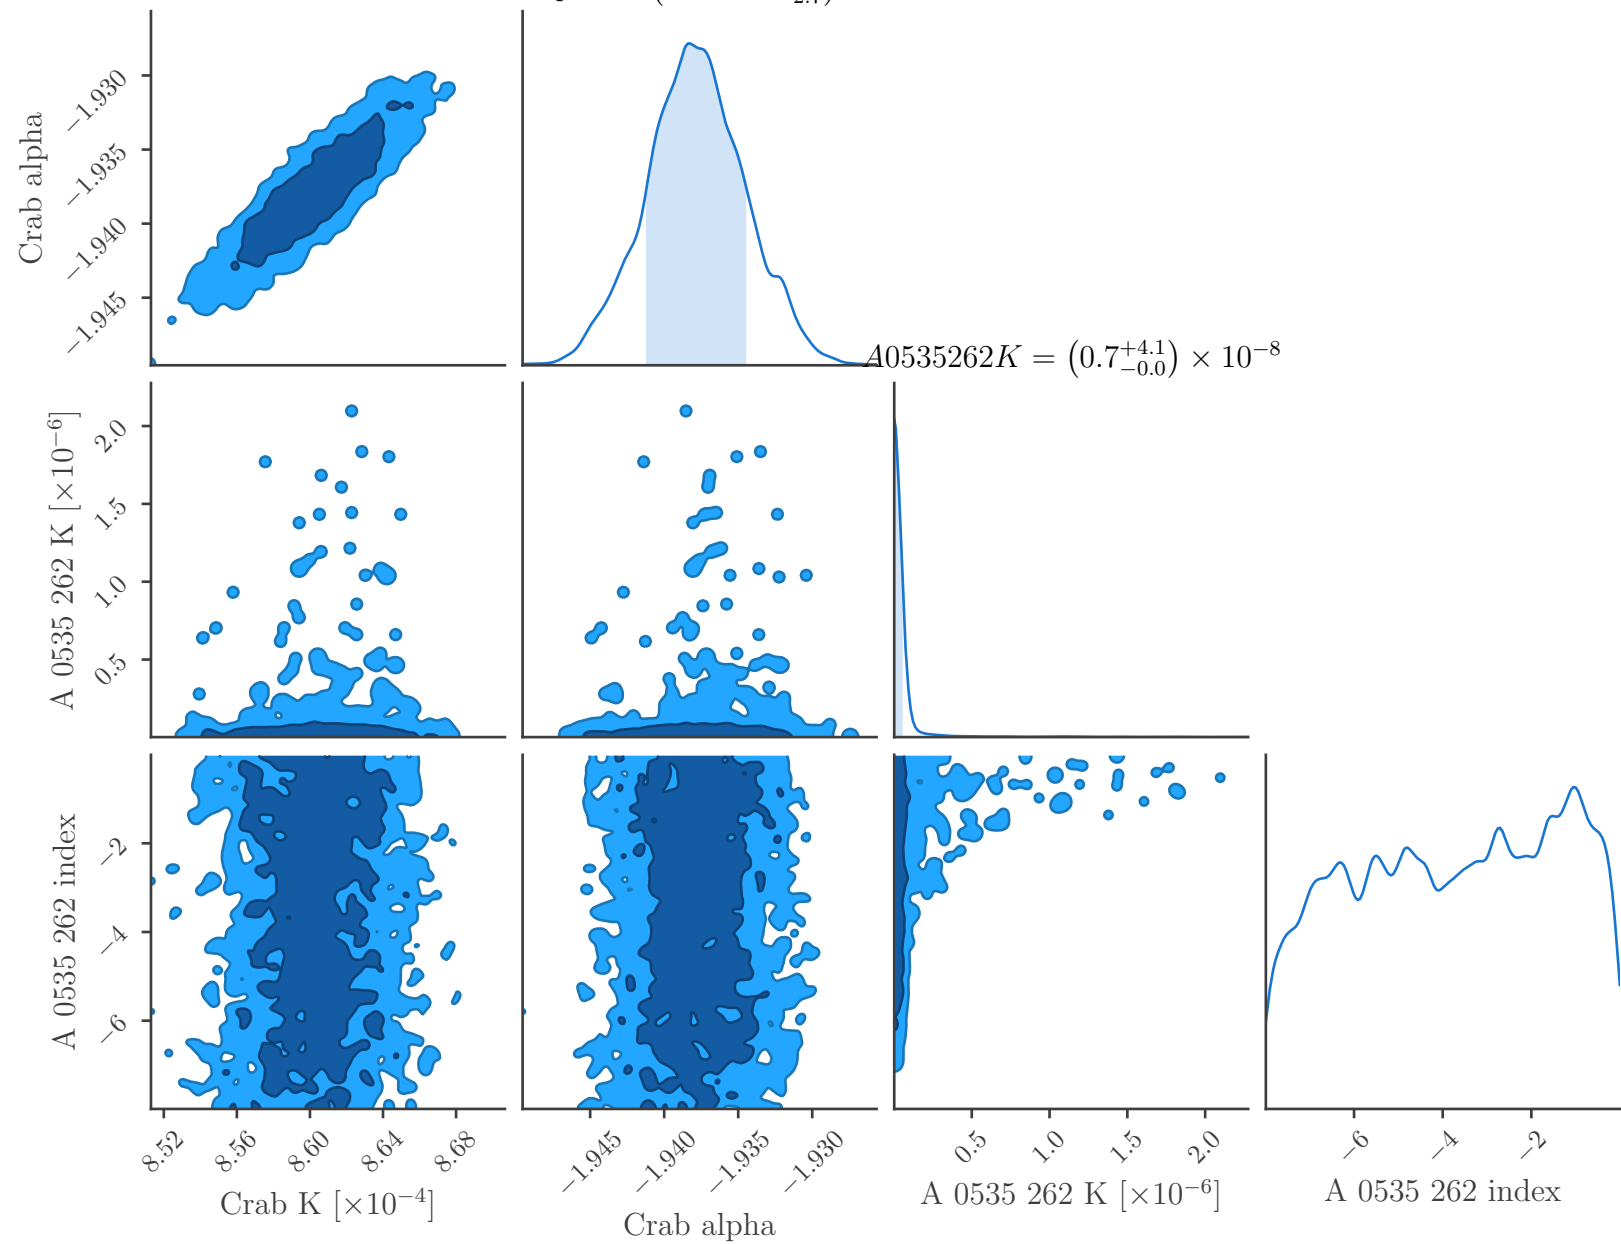 −1.930
−1.935
−1.940
−1.945
Crab alpha
A0535262K = (0.7^{+4.1}_{−0.0}) × 10^{−8}
2.0
1.5
1.0
0.5
A 0535 262 K [×10^{−6}]
−2
−4
−6
A 0535 262 index
8.52 8.56 8.60 8.64 8.68
−1.945 −1.940 −1.935 −1.930
0.5 1.0 1.5 2.0
−6 −4 −2
Crab K [×10^{−4}]
Crab alpha
A 0535 262 K [×10^{−6}]
A 0535 262 index